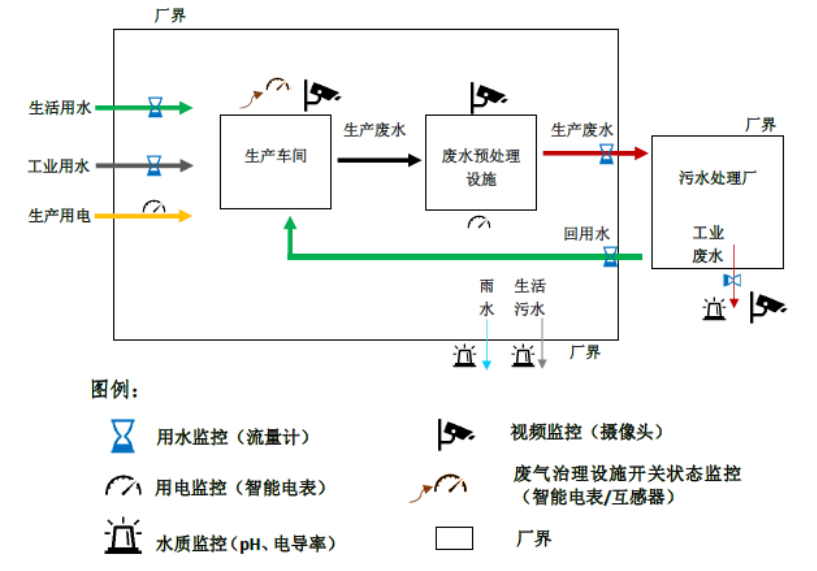 厂界
生活用水
工业用水
生产用电
生产车间
生产废水
废水预处理
设施
生产废水
厂界
污水处理厂
工业
废水
回用水
雨
水
生活
污水
厂界
图例：
用水监控（流量计）
视频监控（摄像头）
用电监控（智能电表）
废气治理设施开关状态监控
（智能电表/互感器）
水质监控（pH、电导率）
厂界